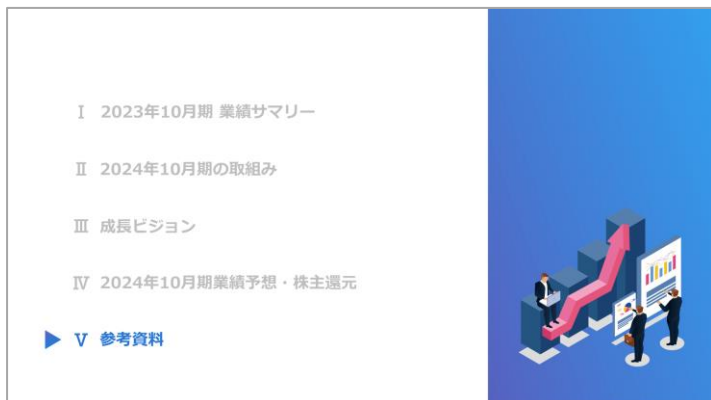 Ⅰ 2023年10月期 業績サマリー
Ⅱ 2024年10月期の取組み
Ⅲ 成長ビジョン
Ⅳ 2024年10月期業績予想・株主還元
Ⅴ 参考資料